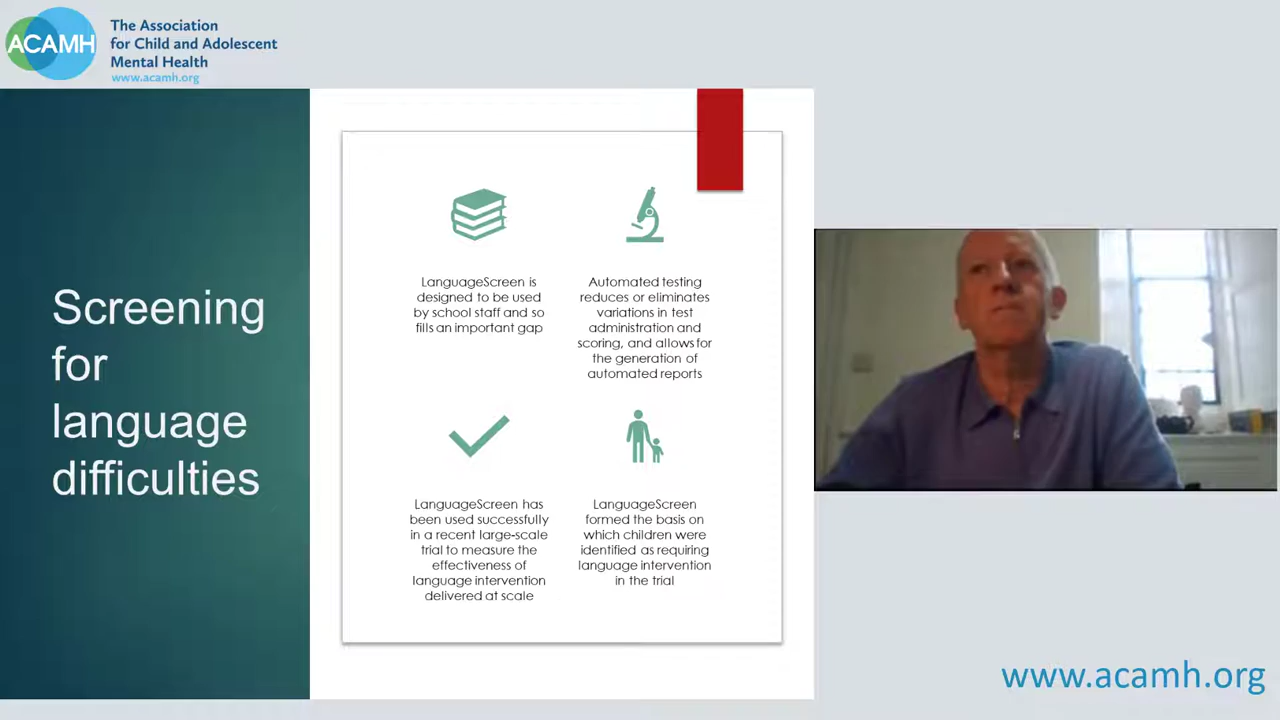 ACAMH
The Association
for Child and Adolescent
Mental Health
www.acamh.org
Screening
for
language
difficulties
LanguageScreen is
designed to be used
by school staff and so
fills an important gap
Automated testing
reduces or eliminates
variations in test
administration and
scoring, and allows for
the generation of
automated reports
LanguageScreen has
been used successfully
in a recent large-scale
trial to measure the
effectiveness of
language intervention
delivered at scale
LanguageScreen
formed the basis on
which children were
identified as requiring
language intervention
in the trial
www.acamh.org